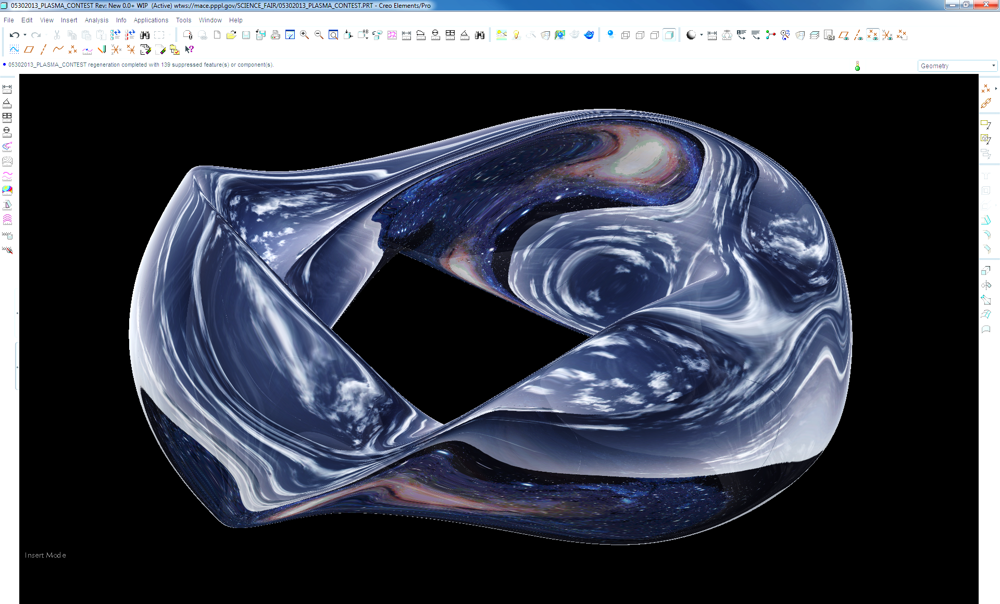 05302013_PLASMA_CONTEST Rev: New 0.0+ WIP (Active) wtws://mace.pppl.gov/SCIENCE_FAIR/05302013_PLASMA_CONTEST.PRT - Creo Elements/Pro
File Edit View Insert Analysis Info Applications Tools Window Help
05302013_PLASMA_CONTEST regeneration completed with 139 suppressed feature(s) or component(s).
Geometry
Insert Mode